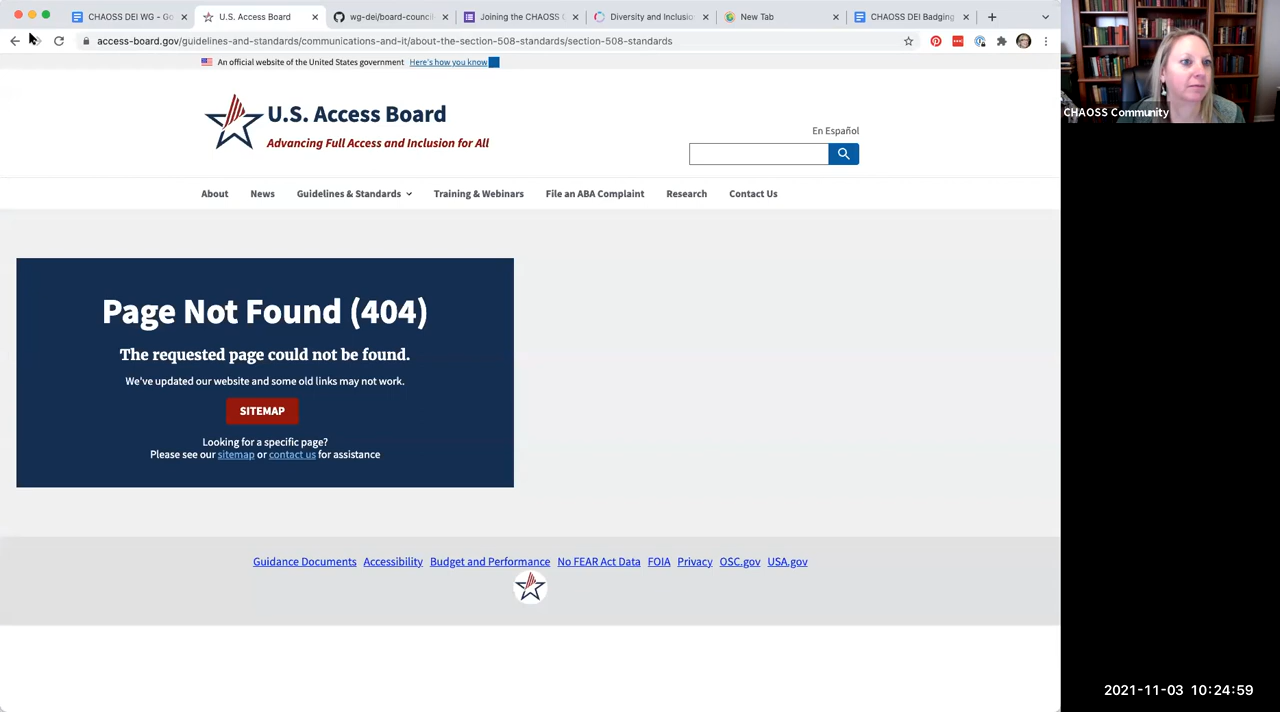 CHAOSS DEI WG - Go
U.S. Access Board
wg-dei/board-council
Joining the CHAOSS
Diversity and Inclusio
New Tab
CHAOSS DEI Badging
access-board.gov/guidelines-and-standards/communications-and-it/about-the-section-508-standards/section-508-standards
An official website of the United States government Here's how you know
U.S. Access Board
Advancing Full Access and Inclusion for All
En Español
About News Guidelines & Standards Training & Webinars File an ABA Complaint Research Contact Us
Page Not Found (404)
The requested page could not be found.
We've updated our website and some old links may not work.
SITEMAP
Looking for a specific page?
Please see our sitemap or contact us for assistance
Guidance Documents Accessibility Budget and Performance No FEAR Act Data FOIA Privacy OSC.gov USA.gov
CHAOSS Community
2021-11-03 10:24:59